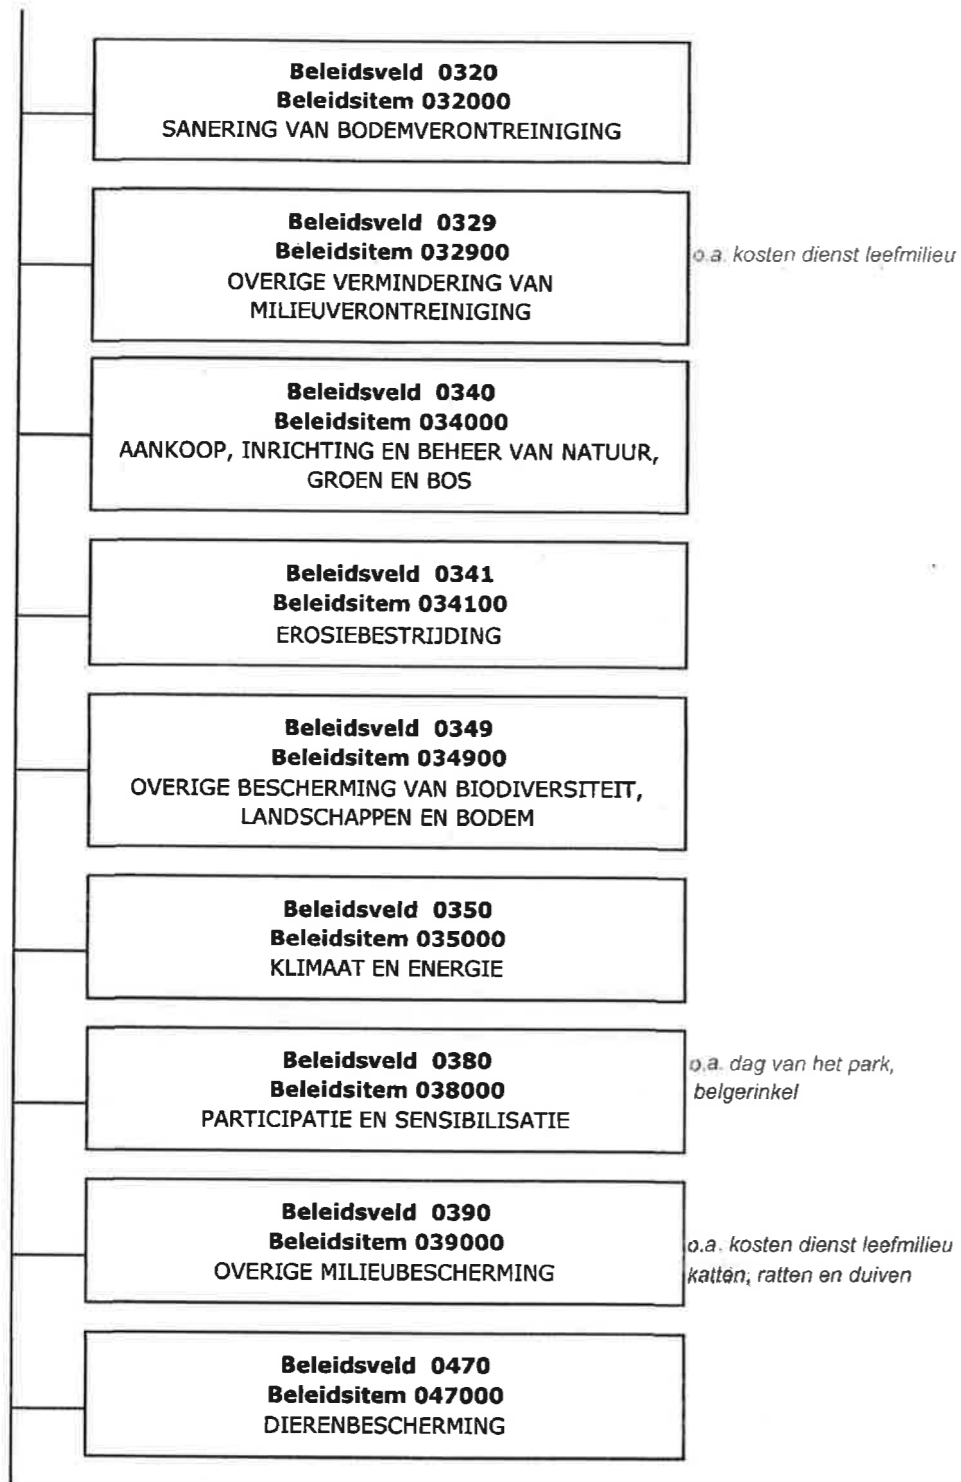 Beleidsveld 0320
Beleidsitem 032000
SANERING VAN BODEMVERONTREINIGING
Beleidsveld 0329
Beleidsitem 032900
OVERIGE VERMINDERING VAN
MILIEUVERONTREINIGING
o.a. kosten dienst leefmilieu
Beleidsveld 0340
Beleidsitem 034000
AANKOOP, INRICHTING EN BEHEER VAN NATUUR,
GROEN EN BOS
Beleidsveld 0341
Beleidsitem 034100
EROSIEBESTRIJDING
Beleidsveld 0349
Beleidsitem 034900
OVERIGE BESCHERMING VAN BIODIVERSITEIT,
LANDSCHAPPEN EN BODEM
Beleidsveld 0350
Beleidsitem 035000
KLIMAAT EN ENERGIE
Beleidsveld 0380
Beleidsitem 038000
PARTICIPATIE EN SENSIBILISATIE
o.a. dag van het park,
belgerinkel
Beleidsveld 0390
Beleidsitem 039000
OVERIGE MILIEUBESCHERMING
o.a. kosten dienst leefmilieu
katten, ratten en duiven
Beleidsveld 0470
Beleidsitem 047000
DIERENBESCHERMING